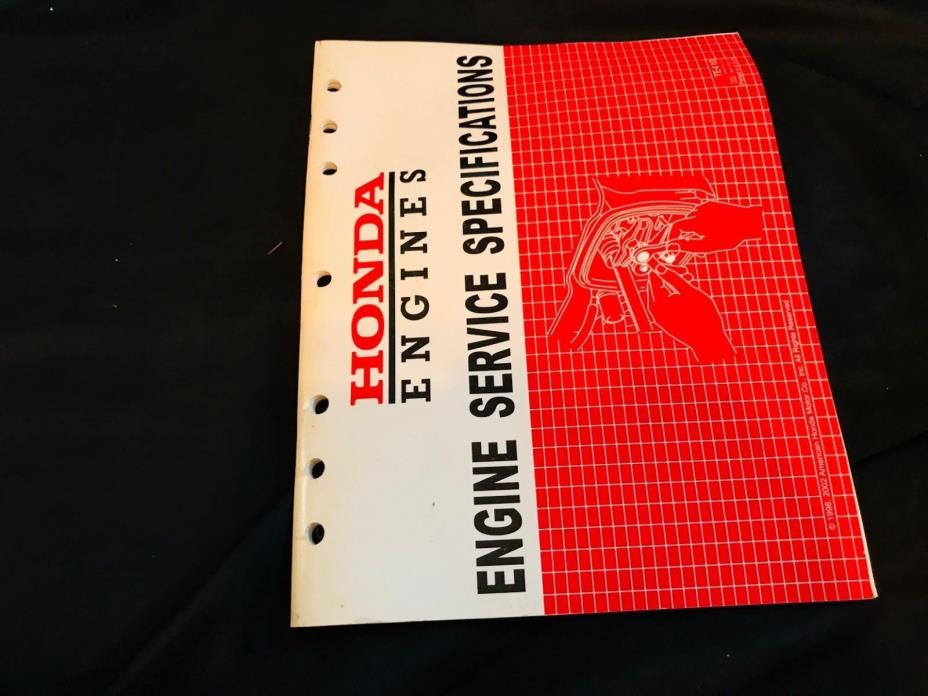 HONDA
ENGINES
ENGINE SERVICE SPECIFICATIONS
© 1998, 2002 American Honda Motor Co., Inc. All Rights Reserved